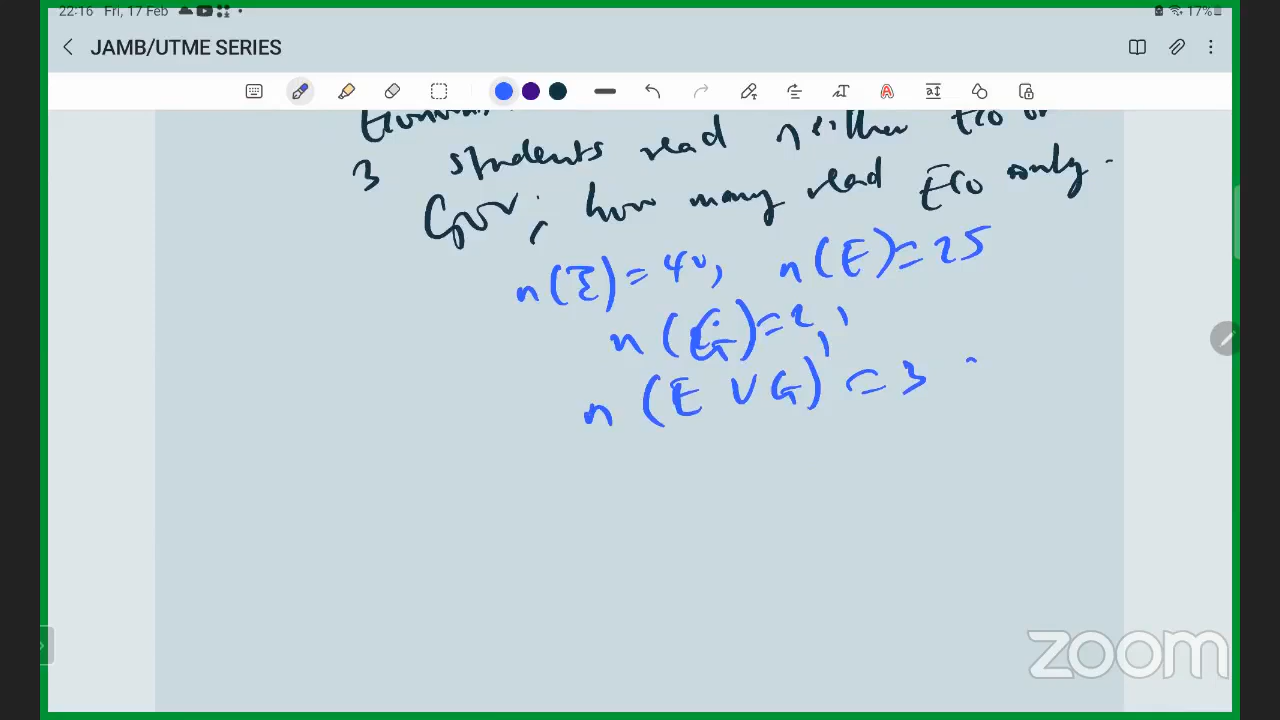 22:16 Fri, 17 Feb
17%
JAMB/UTME SERIES
3 students read neither Eco or
Gov; how many read Eco only.
n(Σ)=40, n(E)=25
n(G)=2
n(E ∪ G) = 3
zoom